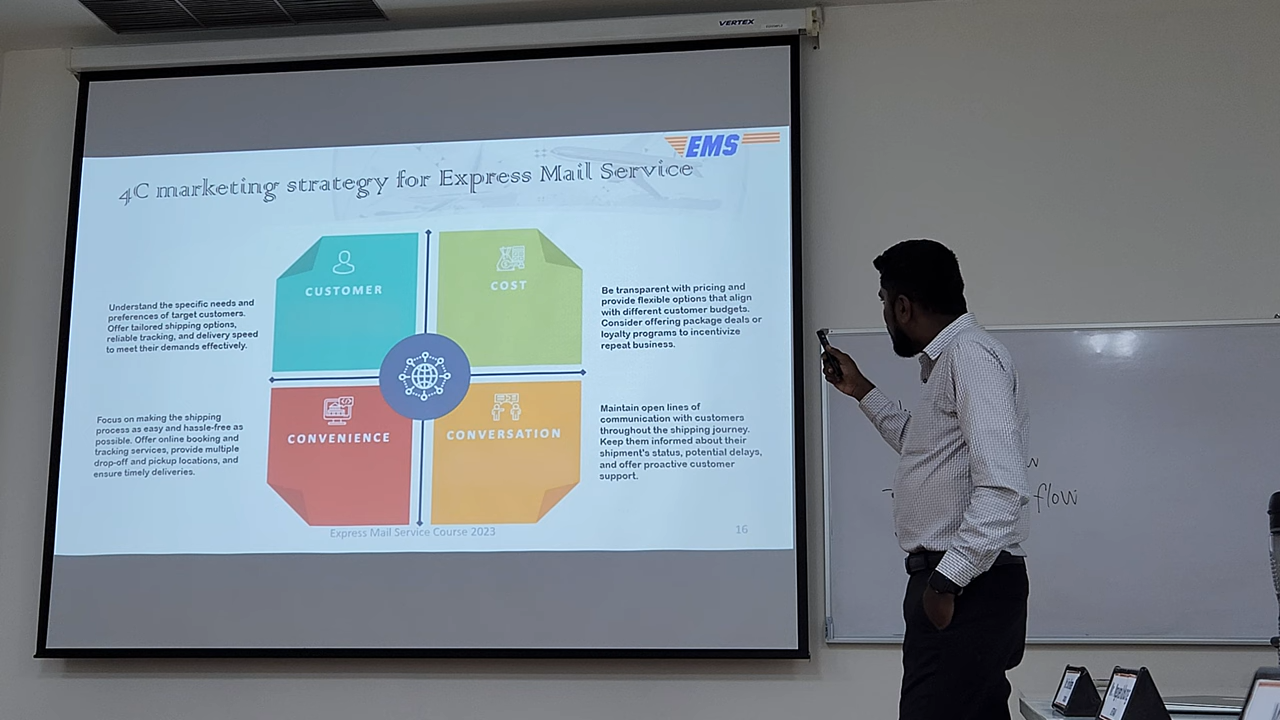 VERTEX
EMS
4C marketing strategy for Express Mail Service
CUSTOMER
Understand the specific needs and
preferences of target customers.
Offer tailored shipping options,
reliable tracking, and delivery speed
to meet their demands effectively.
COST
Be transparent with pricing and
provide flexible options that align
with different customer budgets.
Consider offering package deals or
loyalty programs to incentivize
repeat business.
CONVENIENCE
Focus on making the shipping
process as easy and hassle-free as
possible. Offer online booking and
tracking services, provide multiple
drop-off and pickup locations, and
ensure timely deliveries.
CONVERSATION
Maintain open lines of
communication with customers
throughout the shipping journey.
Keep them informed about their
shipment's status, potential delays,
and offer proactive customer
support.
Express Mail Service Course 2023
16
flow